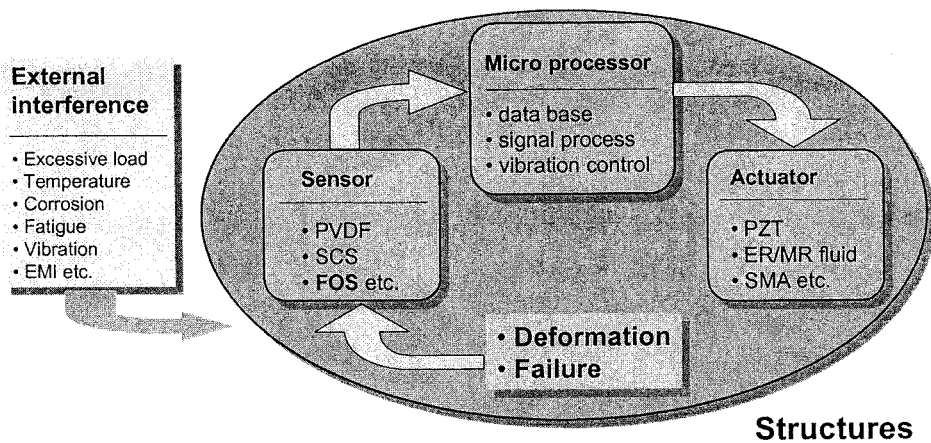 External
interference
• Excessive load
• Temperature
• Corrosion
• Fatigue
• Vibration
• EMI etc.
Sensor
• PVDF
• SCS
• FOS etc.
Micro processor
• data base
• signal process
• vibration control
Actuator
• PZT
• ER/MR fluid
• SMA etc.
• Deformation
• Failure
Structures